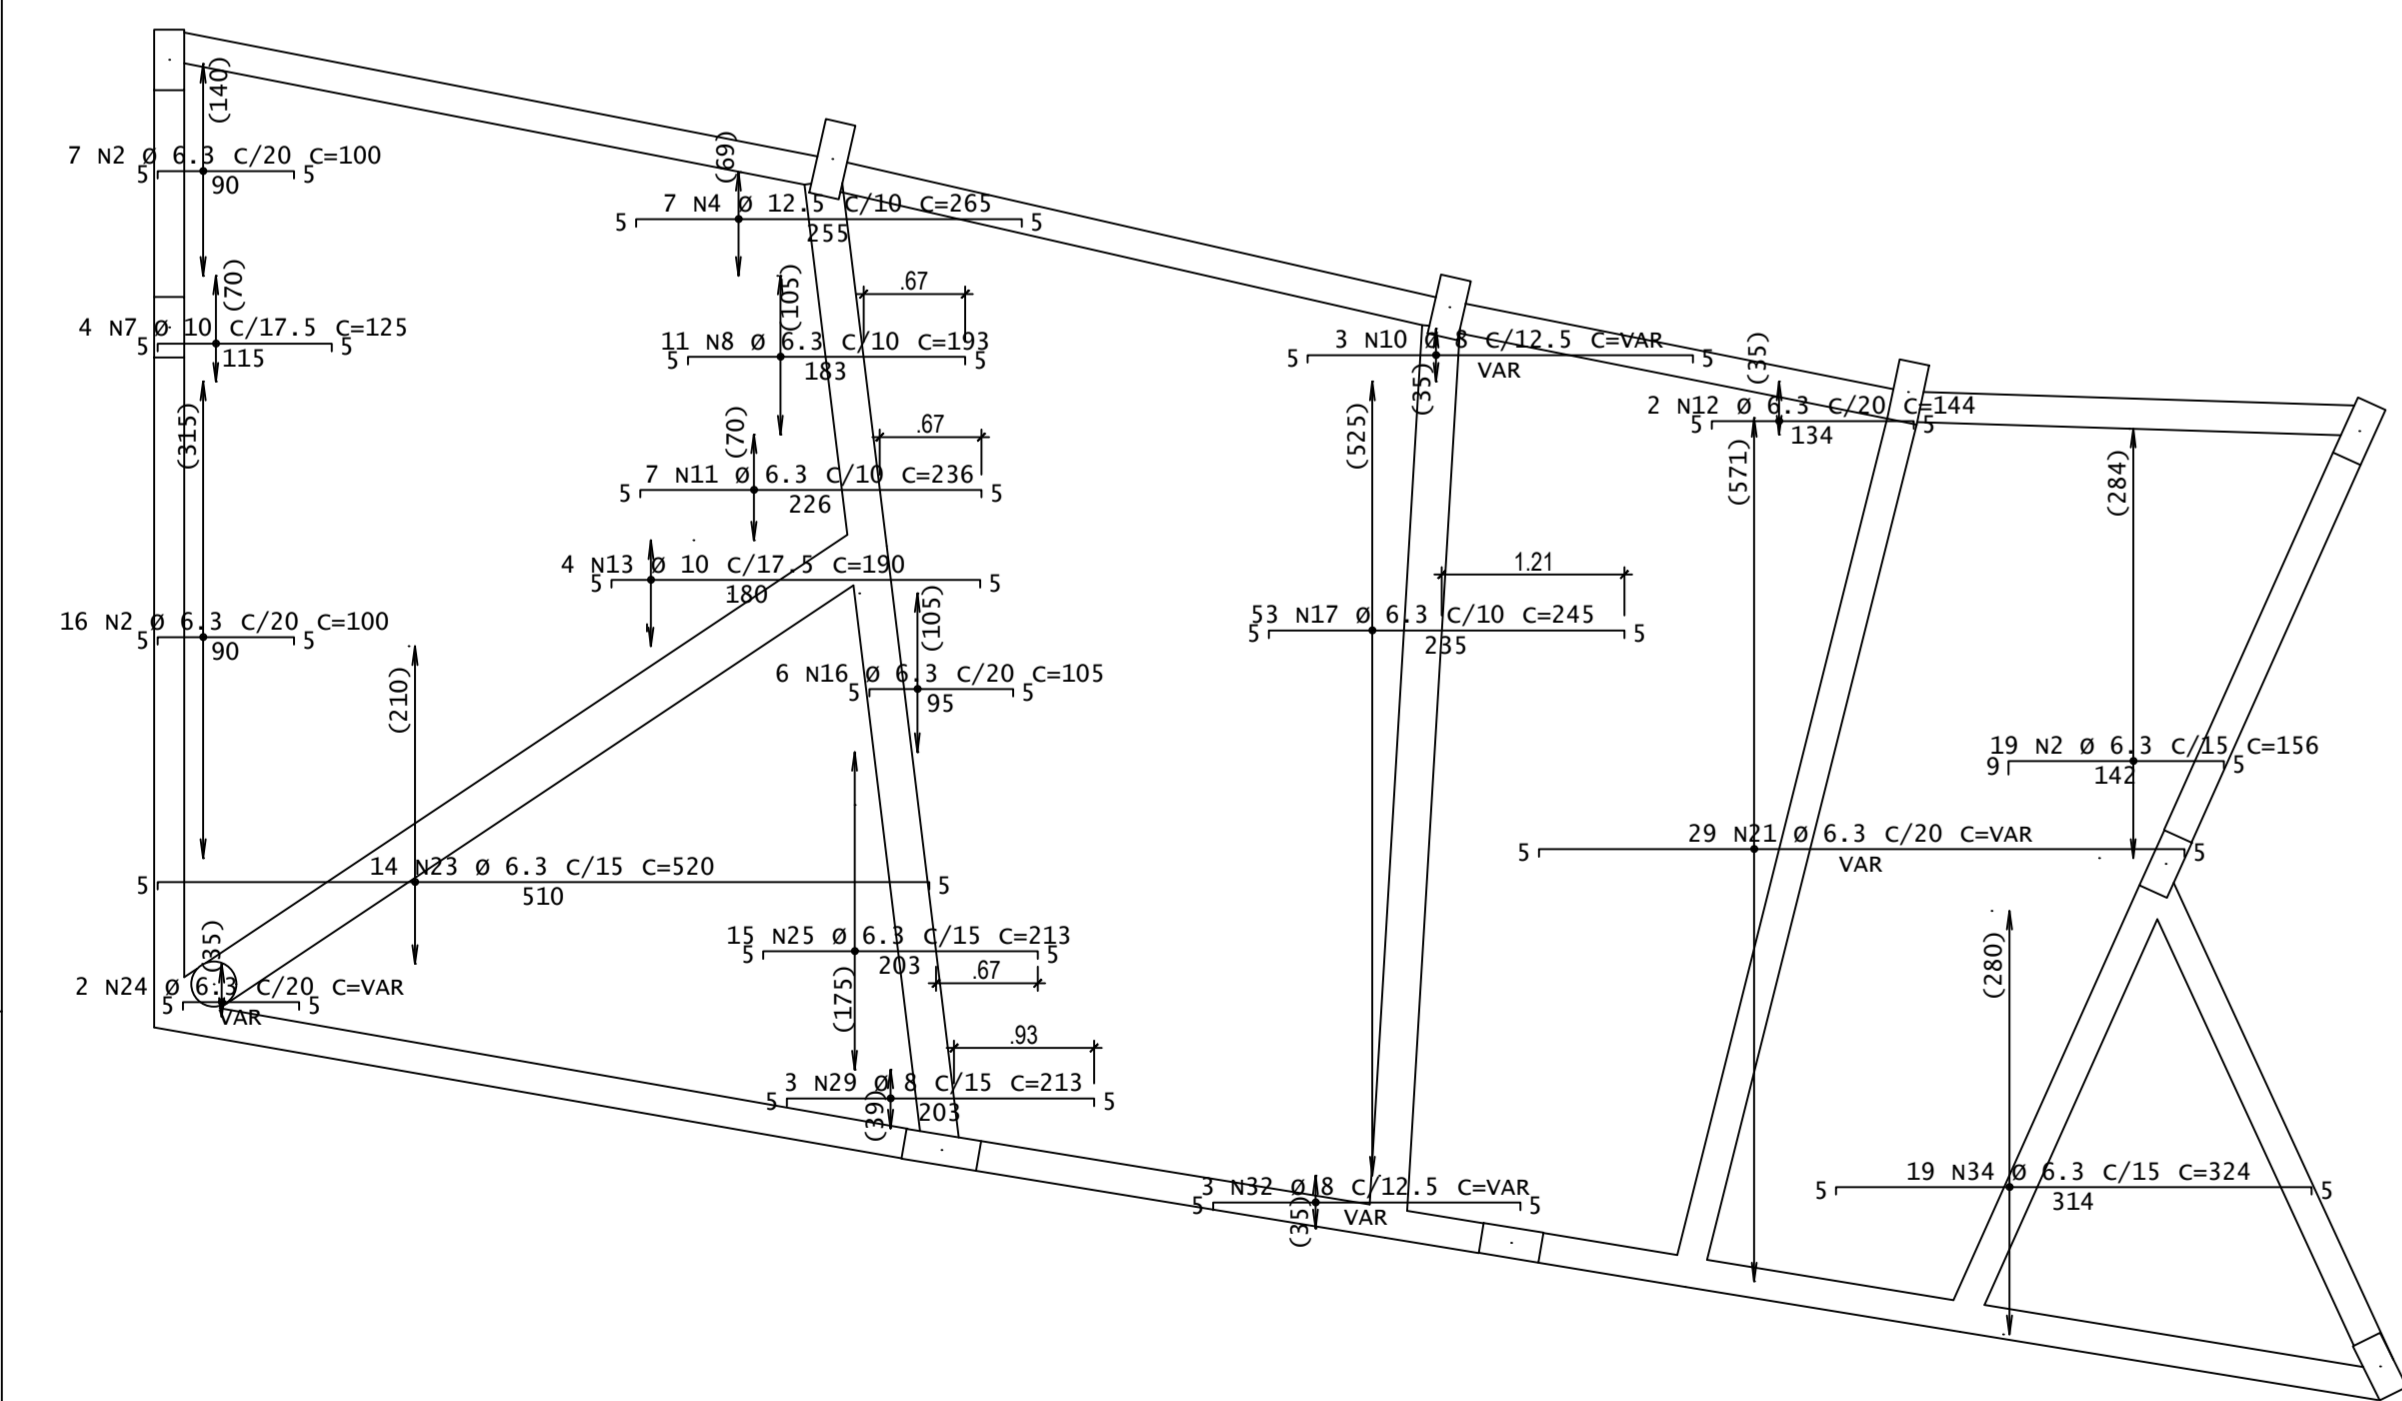 (140)
7 N2 Ø 6.3 C/20 C=100
5 90 5
(70)
4 N7 Ø 10 C/17.5 C=125
5 115 5
(315)
16 N2 Ø 6.3 C/20 C=100
5 90 5
(69)
7 N4 Ø 12.5 C/10 C=265
5 255 5
(105)
.67
11 N8 Ø 6.3 C/10 C=193
5 183 5
(70)
.67
7 N11 Ø 6.3 C/10 C=236
5 226 5
4 N13 Ø 10 C/17.5 C=190
5 180 5
(105)
6 N16 Ø 6.3 C/20 C=105
5 95 5
(210)
14 N23 Ø 6.3 C/15 C=520
5 510 5
(35)
2 N24 Ø 6.3 C/20 C=VAR
5 VAR 5
15 N25 Ø 6.3 C/15 C=213
5 203 5
.67
(175)
.93
3 N29 Ø 8 C/15 C=213
5 203 5
(39)
3 N10 Ø 8 C/12.5 C=VAR
5 VAR 5
(35)
(525)
1.21
53 N17 Ø 6.3 C/10 C=245
5 235 5
3 N32 Ø 8 C/12.5 C=VAR
5 VAR 5
(35)
(35)
2 N12 Ø 6.3 C/20 C=144
5 134 5
(571)
(284)
19 N2 Ø 6.3 C/15 C=156
9 142 5
29 N21 Ø 6.3 C/20 C=VAR
5 VAR 5
(280)
19 N34 Ø 6.3 C/15 C=324
5 314 5